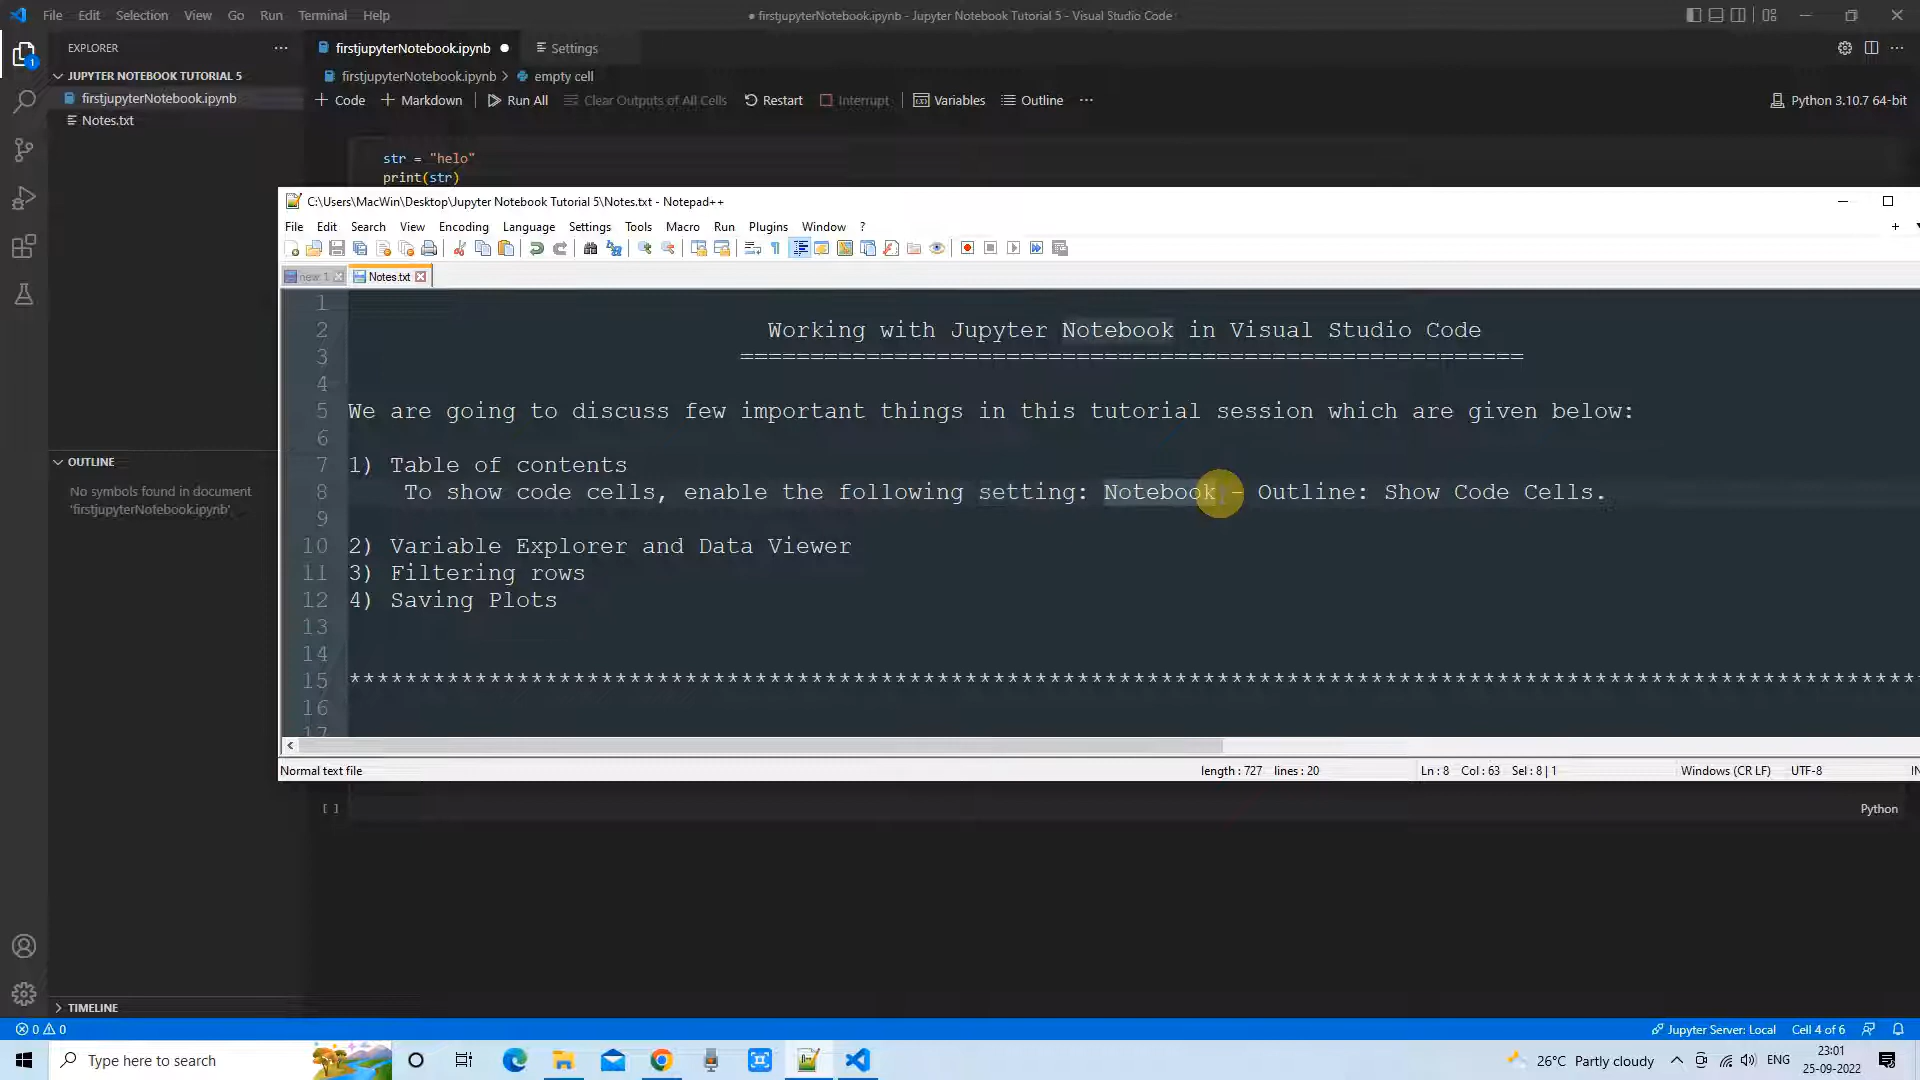 File Edit Selection View Go Run Terminal Help
● firstjupyterNotebook.ipynb - Jupyter Notebook Tutorial 5 - Visual Studio Code
EXPLORER
JUPYTER NOTEBOOK TUTORIAL 5
firstjupyterNotebook.ipynb
Notes.txt
1
firstjupyterNotebook.ipynb Settings
firstjupyterNotebook.ipynb > empty cell
Code Markdown Run All Clear Outputs of All Cells Restart Interrupt Variables Outline
Python 3.10.7 64-bit
str = "helo"
print(str)
C:\Users\MacWin\Desktop\Jupyter Notebook Tutorial 5\Notes.txt - Notepad++
File Edit Search View Encoding Language Settings Tools Macro Run Plugins Window ?
new 1 Notes.txt
1
2 Working with Jupyter Notebook in Visual Studio Code
3 ========================================================
4
5 We are going to discuss few important things in this tutorial session which are given below:
6
7 1) Table of contents
8 To show code cells, enable the following setting: Notebook - Outline: Show Code Cells.
9
10 2) Variable Explorer and Data Viewer
11 3) Filtering rows
12 4) Saving Plots
13
14
15 ****************************************************************************************************************
16
17
Normal text file
length : 727 lines : 20
Ln : 8 Col : 63 Sel : 8 | 1
Windows (CR LF) UTF-8 IN
OUTLINE
No symbols found in document
'firstjupyterNotebook.ipynb'
[ ]
Python
TIMELINE
0 0
Jupyter Server: Local Cell 4 of 6
Type here to search
26°C Partly cloudy ENG
23:01
25-09-2022